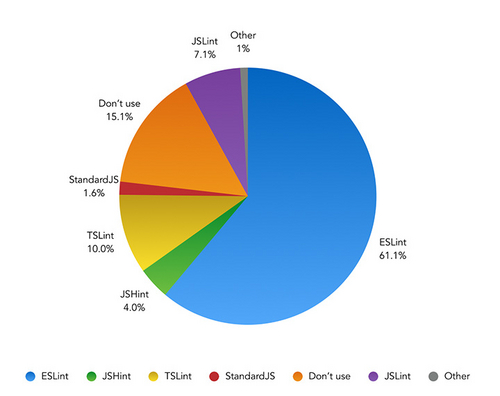 Other
1%
JSLint
7.1%
Don't use
15.1%
StandardJS
1.6%
TSLint
10.0%
JSHint
4.0%
ESLint
61.1%
ESLint JSHint TSLint StandardJS Don't use JSLint Other